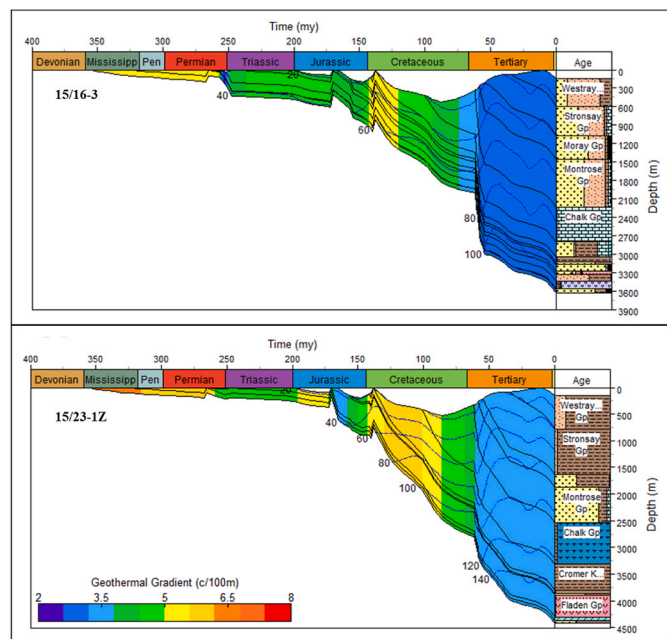 Time (my)
400 350 300 250 200 150 100 50 0
Devonian Mississipp Pen Permian Triassic Jurassic Cretaceous Tertiary Age
15/16-3
20
40
60
80
100
Westray...
Gp
Stronsay
Gp
Moray Gp
Montrose
Gp
Chalk Gp
0
300
600
900
1200
1500
1800
2100
2400
2700
3000
3300
3600
3900
Depth (m)
Time (my)
400 350 300 250 200 150 100 50 0
Devonian Mississipp Pen Permian Triassic Jurassic Cretaceous Tertiary Age
15/23-1Z
20
40
60
80
100
120
140
Westray...
Gp
Stronsay
Gp
Montrose
Gp
Chalk Gp
Cromer K...
Fladen Gp
0
500
1000
1500
2000
2500
3000
3500
4000
4500
Depth (m)
Geothermal Gradient (c/100m)
2 3.5 5 6.5 8